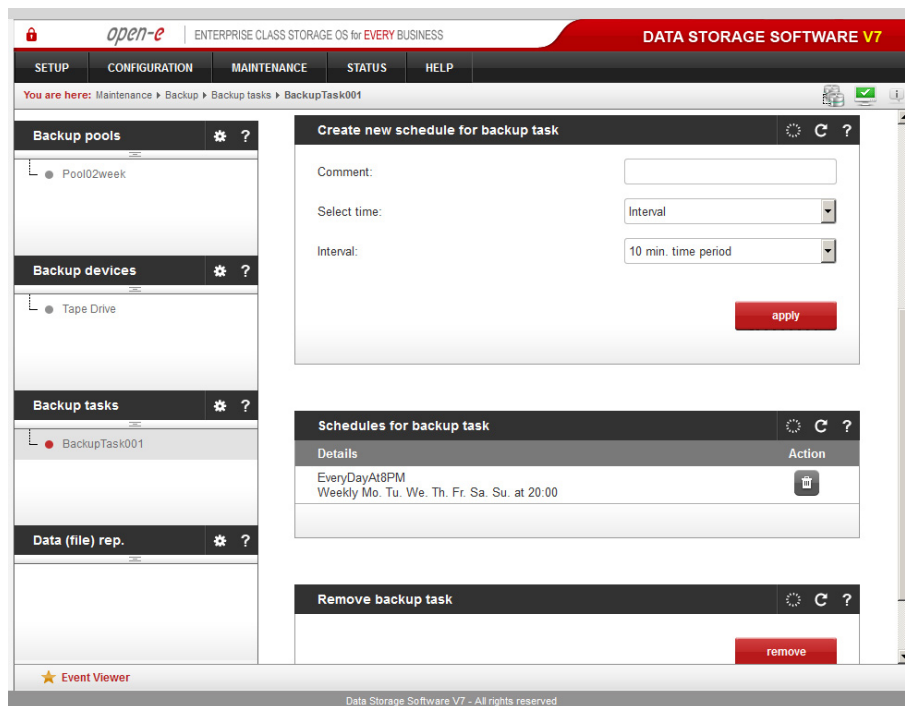 open-e ENTERPRISE CLASS STORAGE OS for EVERY BUSINESS DATA STORAGE SOFTWARE V7
SETUP CONFIGURATION MAINTENANCE STATUS HELP
You are here: Maintenance Backup Backup tasks BackupTask001
Backup pools ?
Pool02week
Backup devices ?
Tape Drive
Backup tasks ?
BackupTask001
Data (file) rep. ?
Create new schedule for backup task ?
Comment:
Select time: Interval
Interval: 10 min. time period
apply
Schedules for backup task ?
Details Action
EveryDayAt8PM
Weekly Mo. Tu. We. Th. Fr. Sa. Su. at 20:00
Remove backup task ?
remove
Event Viewer
Data Storage Software V7 - All rights reserved